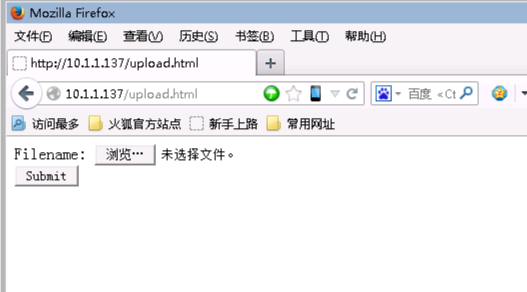 Mozilla Firefox
文件(F) 编辑(E) 查看(V) 历史(S) 书签(B) 工具(T) 帮助(H)
http://10.1.1.137/upload.html
10.1.1.137/upload.html 百度 <Ct
访问最多 火狐官方站点 新手上路 常用网址
Filename: 浏览… 未选择文件。
Submit